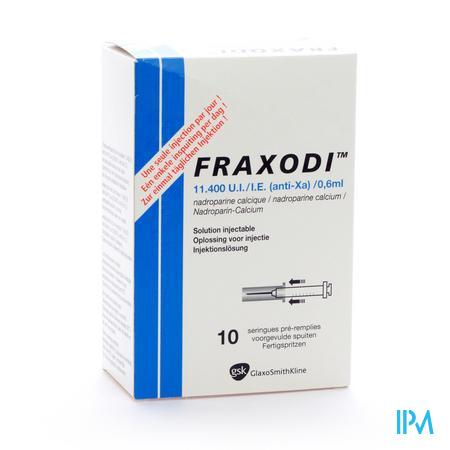 FRAXODI
Une seule injection par jour !
Eén enkele inspuiting per dag !
Zur einmal täglichen Injektion !
FRAXODI™
11.400 U.I./I.E. (anti-Xa) /0,6ml
nadroparine calcique / nadroparine calcium /
Nadroparin-Calcium
Solution injectable
Oplossing voor injectie
Injektionslösung
10 seringues pré-remplies
voorgevulde spuiten
Fertigspritzen
gsk GlaxoSmithKline
IPM